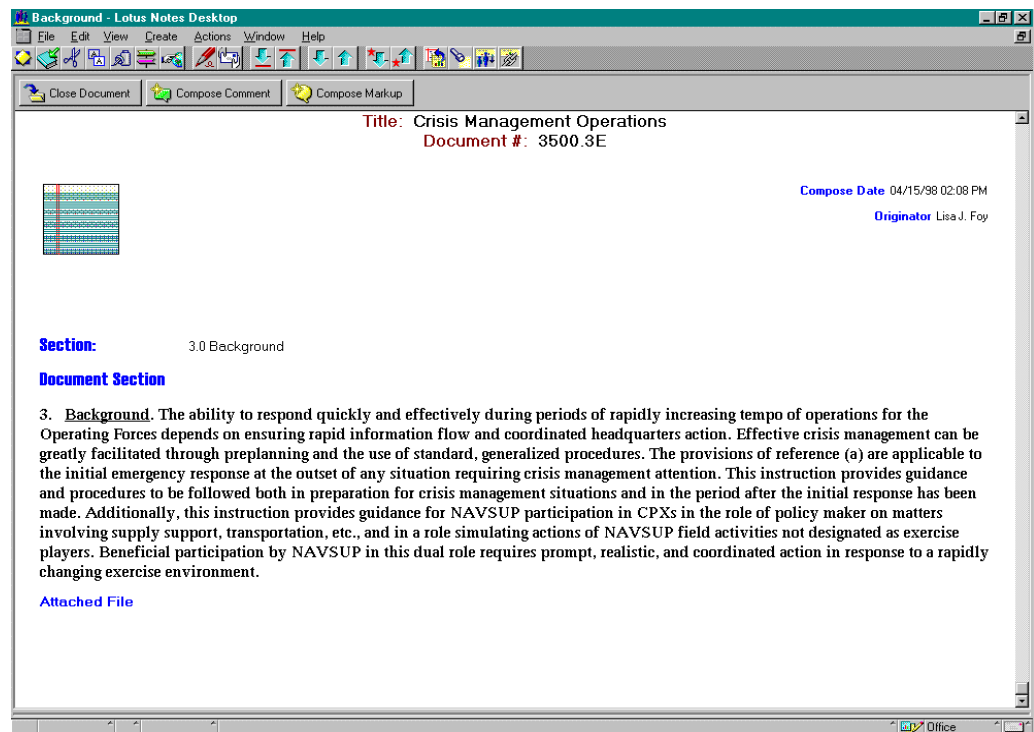 Background - Lotus Notes Desktop
File Edit View Create Actions Window Help
Close Document Compose Comment Compose Markup
Title: Crisis Management Operations
Document #: 3500.3E
Compose Date 04/15/98 02:08 PM
Originator Lisa J. Foy
Section: 3.0 Background
Document Section
3. Background. The ability to respond quickly and effectively during periods of rapidly increasing tempo of operations for the
Operating Forces depends on ensuring rapid information flow and coordinated headquarters action. Effective crisis management can be
greatly facilitated through preplanning and the use of standard, generalized procedures. The provisions of reference (a) are applicable to
the initial emergency response at the outset of any situation requiring crisis management attention. This instruction provides guidance
and procedures to be followed both in preparation for crisis management situations and in the period after the initial response has been
made. Additionally, this instruction provides guidance for NAVSUP participation in CPXs in the role of policy maker on matters
involving supply support, transportation, etc., and in a role simulating actions of NAVSUP field activities not designated as exercise
players. Beneficial participation by NAVSUP in this dual role requires prompt, realistic, and coordinated action in response to a rapidly
changing exercise environment.
Attached File
Office